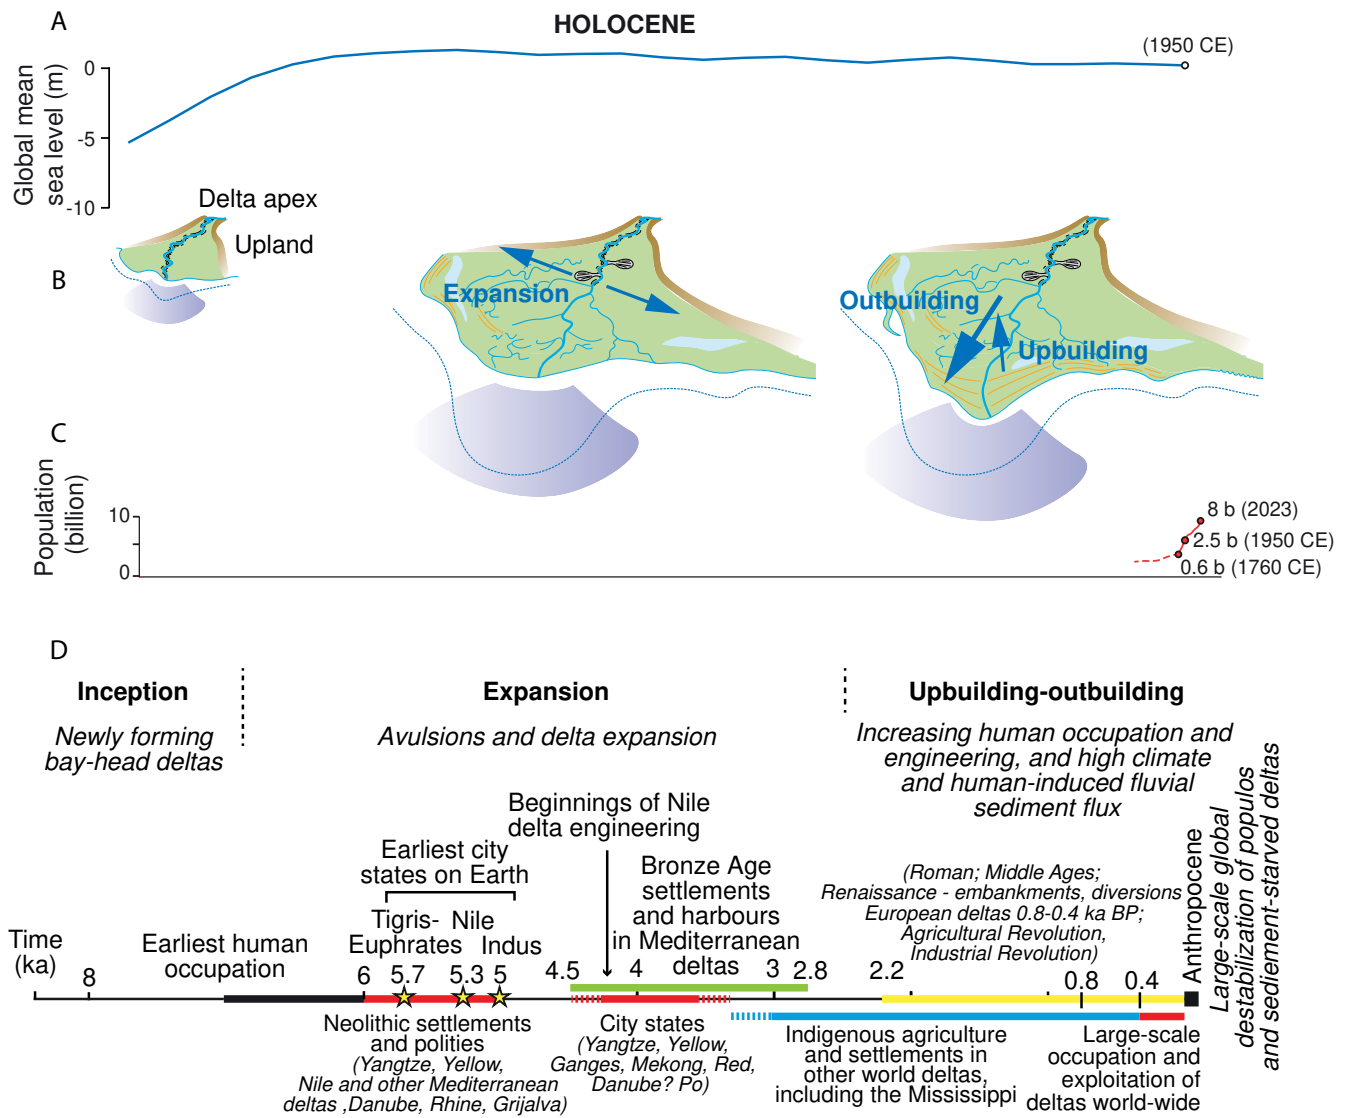 A
HOLOCENE
(1950 CE)
Global mean
sea level (m)
0
-5
-10
Delta apex
Upland
B
Expansion
Outbuilding
Upbuilding
C
Population
(billion)
10
0
8 b (2023)
2.5 b (1950 CE)
0.6 b (1760 CE)
D
Inception
Expansion
Upbuilding-outbuilding
Newly forming
bay-head deltas
Avulsions and delta expansion
Increasing human occupation and
engineering, and high climate
and human-induced fluvial
sediment flux
Beginnings of Nile
delta engineering
Earliest city
states on Earth
Bronze Age
settlements
and harbours
in Mediterranean
deltas
(Roman; Middle Ages;
Renaissance - embankments, diversions
European deltas 0.8-0.4 ka BP;
Agricultural Revolution,
Industrial Revolution)
Tigris-
Euphrates
Nile
Indus
Time
(ka)
Earliest human
occupation
8
6
5.7
5.3
5
4.5
4
3
2.8
2.2
0.8
0.4
Anthropocene
Large-scale global
destabilization of populos
and sedlement-starved deltas
Neolithic settlements
and polities
(Yangtze, Yellow,
Nile and other Mediterranean
deltas ,Danube, Rhine, Grijalva)
City states
(Yangtze, Yellow,
Ganges, Mekong, Red,
Danube? Po)
Indigenous agriculture
and settlements in
other world deltas,
including the Mississippi
Large-scale
occupation and
exploitation of
deltas world-wide